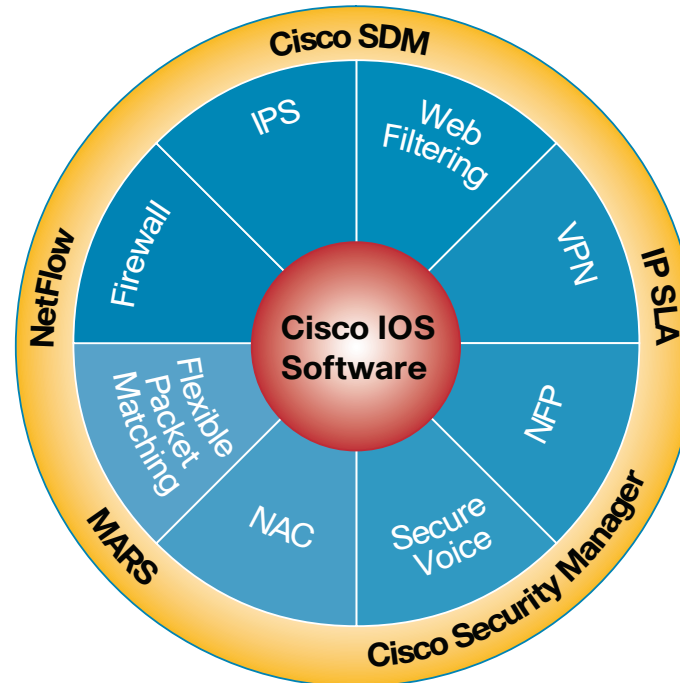 Cisco SDM
IPS
Web
Filtering
Firewall
VPN
NetFlow
IP SLA
Cisco IOS
Software
Flexible
Packet
Matching
NFP
NAC
Secure
Voice
MARS
Cisco Security Manager